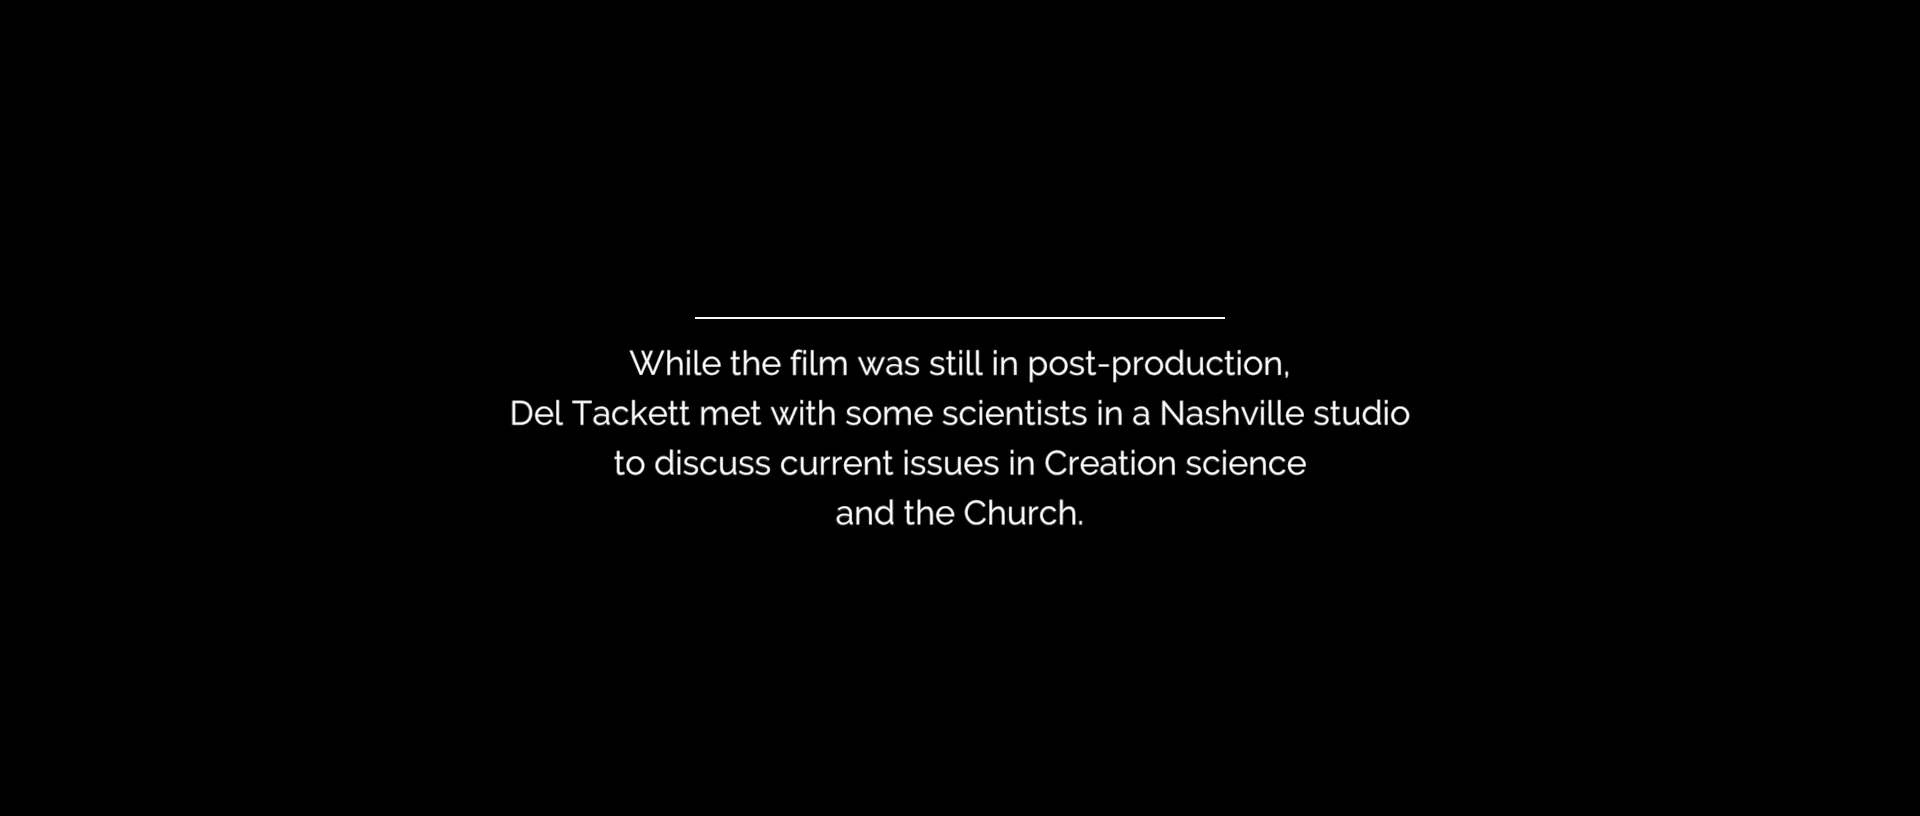 While the film was still in post-production,
Del Tackett met with some scientists in a Nashville studio
to discuss current issues in Creation science
and the Church.